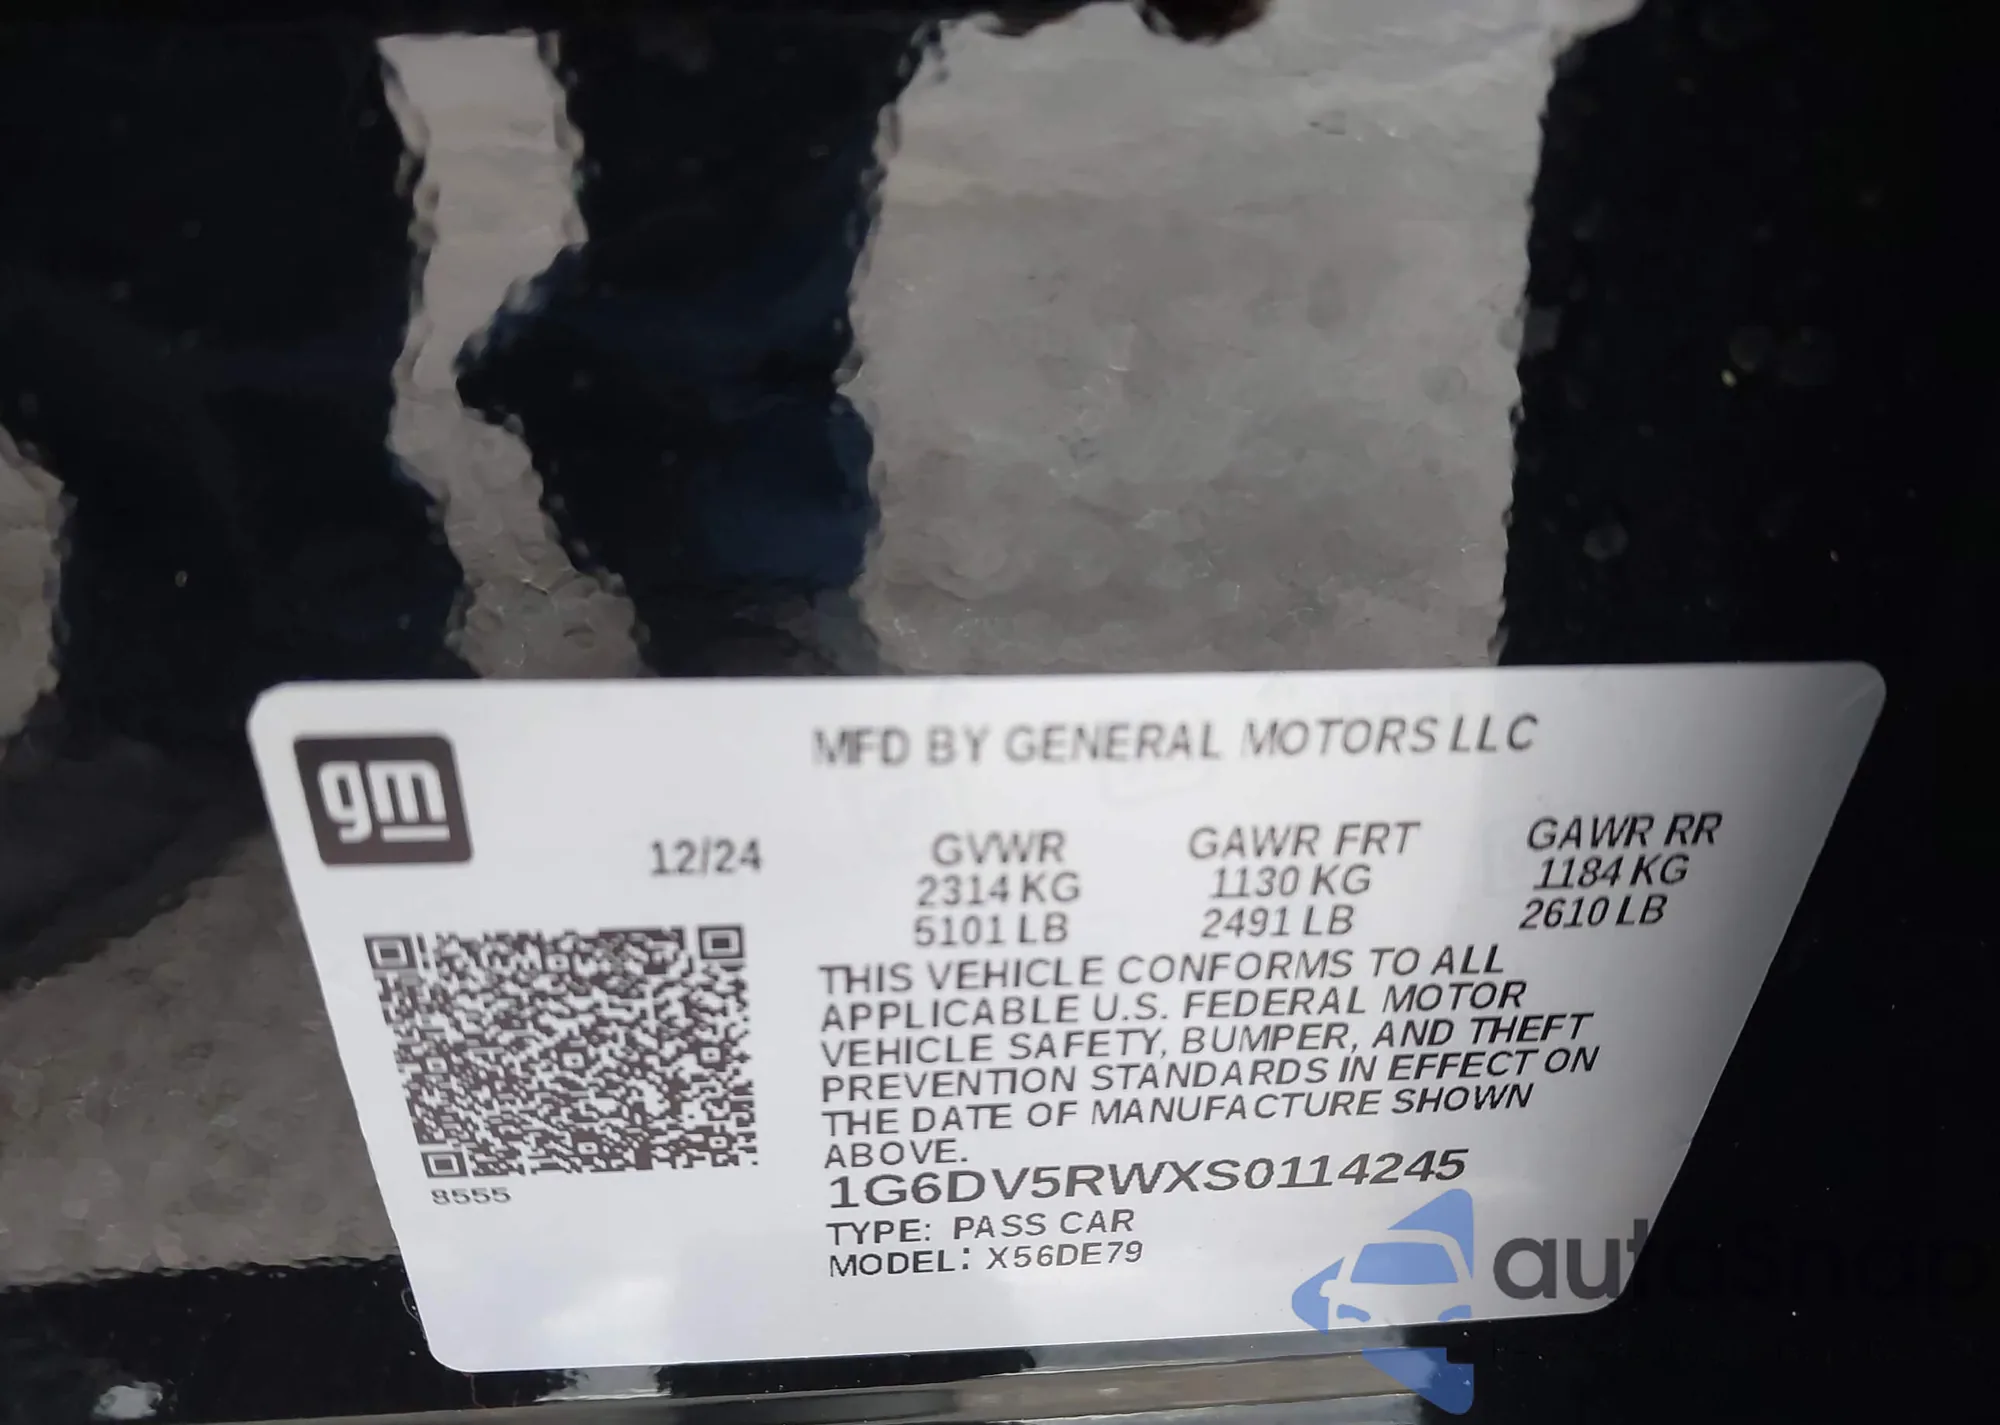 gm
MFD BY GENERAL MOTORS LLC
12/24
GVWR
2314 KG
5101 LB
GAWR FRT
1130 KG
2491 LB
GAWR RR
1184 KG
2610 LB
THIS VEHICLE CONFORMS TO ALL
APPLICABLE U.S. FEDERAL MOTOR
VEHICLE SAFETY, BUMPER, AND THEFT
PREVENTION STANDARDS IN EFFECT ON
THE DATE OF MANUFACTURE SHOWN
ABOVE.
1G6DV5RWXS0114245
TYPE: PASS CAR
MODEL: X56DE79
8555